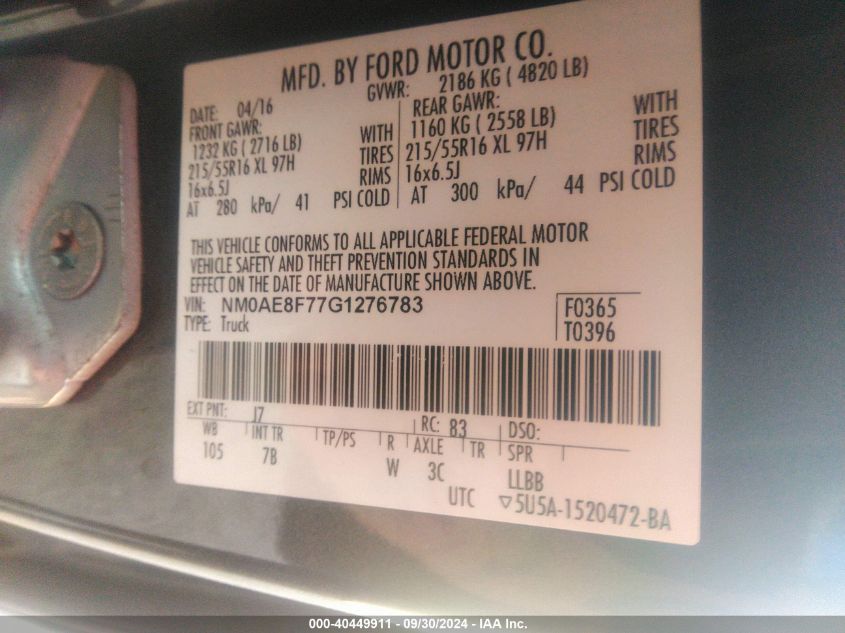 MFD. BY FORD MOTOR CO.
DATE: 04/16 GVWR: 2186 KG ( 4820 LB)
FRONT GAWR: REAR GAWR:
1232 KG ( 2716 LB) WITH 1160 KG ( 2558 LB) WITH
215/55R16 XL 97H TIRES 215/55R16 XL 97H TIRES
16x6.5J RIMS 16x6.5J RIMS
AT 280 kPa/ 41 PSI COLD AT 300 kPa/ 44 PSI COLD
THIS VEHICLE CONFORMS TO ALL APPLICABLE FEDERAL MOTOR
VEHICLE SAFETY AND THEFT PREVENTION STANDARDS IN
EFFECT ON THE DATE OF MANUFACTURE SHOWN ABOVE.
VIN: NM0AE8F77G1276783 F0365
TYPE: Truck T0396
EXT PNT: J7 RC: 83 DSO:
WB INT TR TP/PS R AXLE TR SPR
105 7B W 3C LLBB
UTC ▽5U5A-1520472-BA
000-40449911 - 09/30/2024 - IAA Inc.